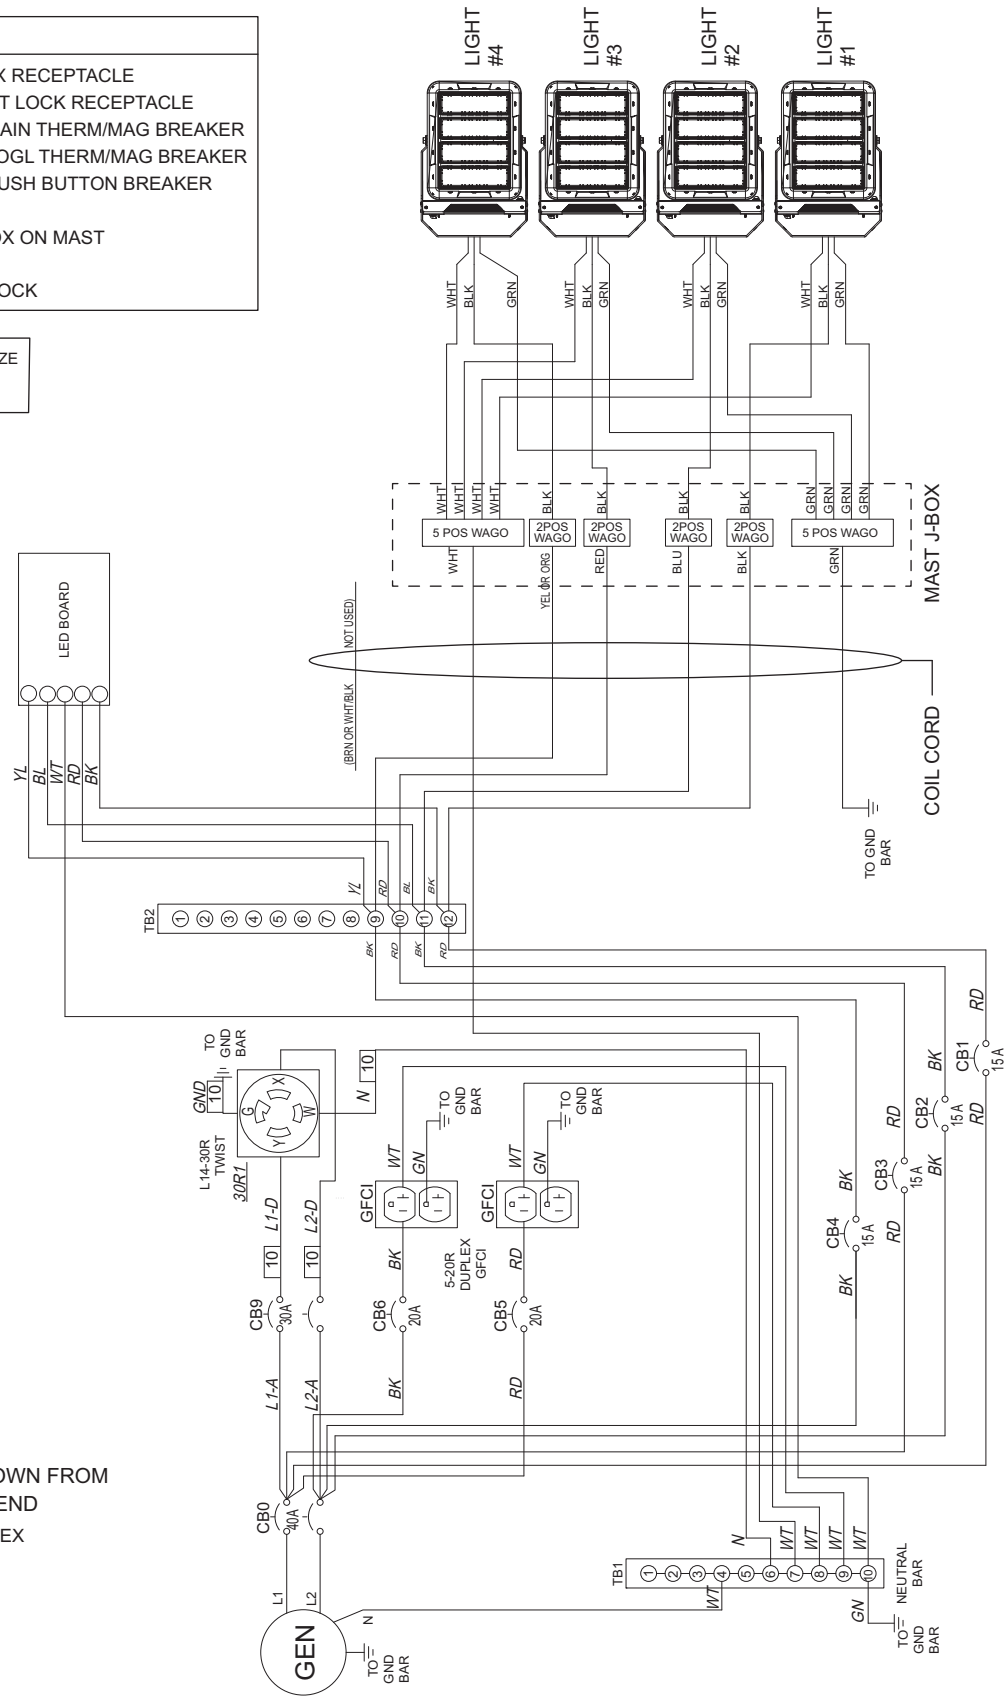 X RECEPTACLE
T LOCK RECEPTACLE
AIN THERM/MAG BREAKER
OGL THERM/MAG BREAKER
USH BUTTON BREAKER
OX ON MAST
OCK
ZE
LIGHT
#4
LIGHT
#3
LIGHT
#2
LIGHT
#1
WHT
BLK
GRN
WHT
BLK
GRN
WHT
BLK
GRN
WHT
BLK
GRN
WHT
WHT
WHT
WHT
BLK
BLK
BLK
BLK
GRN
GRN
GRN
GRN
5 POS WAGO
2POS
WAGO
2POS
WAGO
2POS
WAGO
2POS
WAGO
5 POS WAGO
WHT
YEL OR ORG
RED
BLU
BLK
GRN
MAST J-BOX
LED BOARD
(BRN OR WHT/BLK NOT USED)
COIL CORD
YL
BL
WT
RD
BK
TO GND
BAR
YL
RD
BL
BK
TB2
1
2
3
4
5
6
7
8
9
10
11
12
BK
RD
BK
RD
TO
GND
BAR
GND
10
L14-30R
TWIST
30R1
G
X
Y
W
N
10
RD
BK
CB1
15 A
RD
CB2
15 A
BK
RD
CB3
15 A
RD
BK
CB4
15 A
BK
L1-D
10
L2-D
10
WT
GN
TO
GND
BAR
GFCI
BK
WT
GN
TO
GND
BAR
GFCI
RD
5-20R
DUPLEX
GFCI
CB9
30A
CB6
20A
CB5
20A
L1-A
L2-A
BK
RD
OWN FROM
END
EX
CB0
40A
L1
L2
GEN
N
TO
GND
BAR
TB1
1
2
3
4
5
6
7
8
9
10
N
WT
WT
WT
WT
WT
GN
NEUTRAL
BAR
TO
GND
BAR